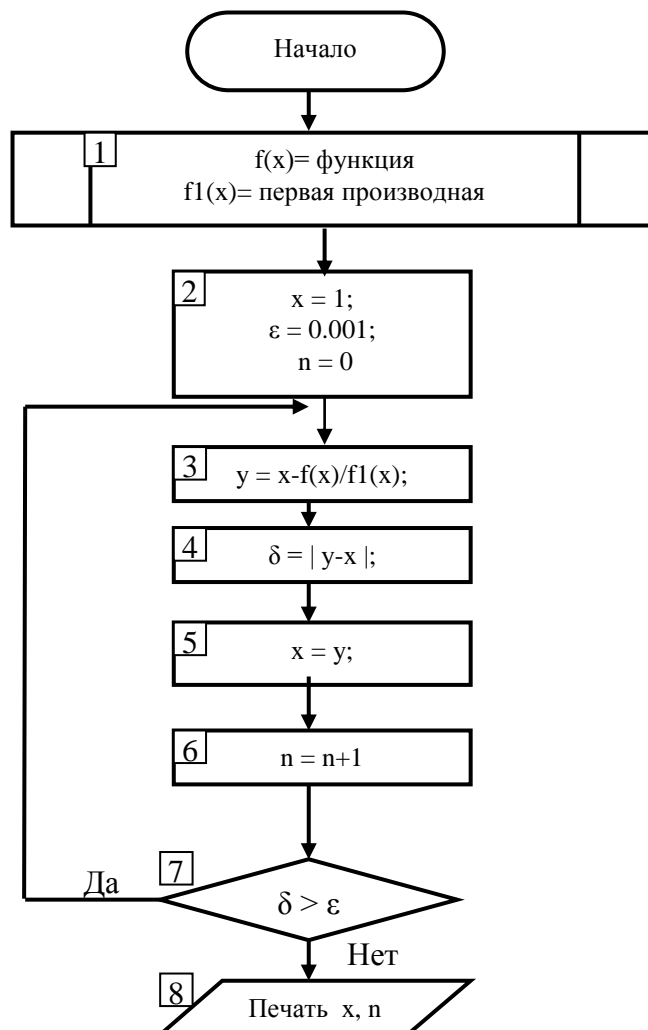 Начало
1
f(x)= функция
f1(x)= первая производная
2
x = 1;
ε = 0.001;
n = 0
3
y = x-f(x)/f1(x);
4
δ = | y-x |;
5
x = y;
6
n = n+1
7
Да
δ > ε
Нет
8
Печать x, n